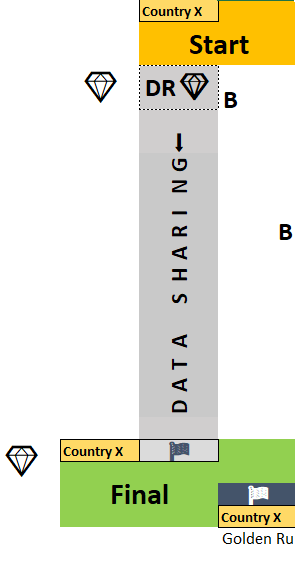 Country X
Start
DR
B
B
DATA SHARING
Country X
Final
Country X
Golden Ru